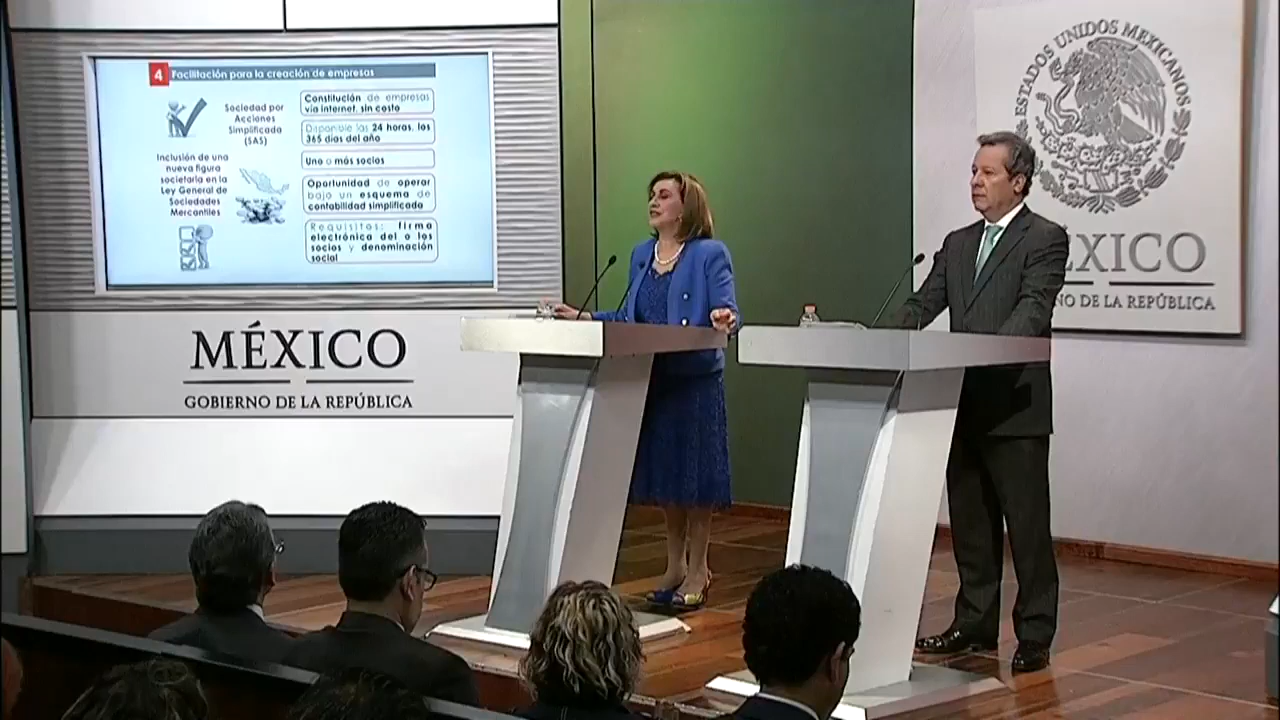 4 Facilitación para la creación de empresas
Sociedad por
Acciones
Simplificada
(SAS)
Inclusión de una
nueva figura
societaria en la
Ley General de
Sociedades
Mercantiles
Constitución de empresas
vía internet, sin costo
Disponible las 24 horas, los
365 días del año
Uno o más socios
Oportunidad de operar
bajo un esquema de
contabilidad simplificada
Requisitos: firma
electrónica del o los
socios y denominación
social
MÉXICO
GOBIERNO DE LA REPÚBLICA
ESTADOS UNIDOS MEXICANOS
ÉXICO
NO DE LA REPÚBLICA